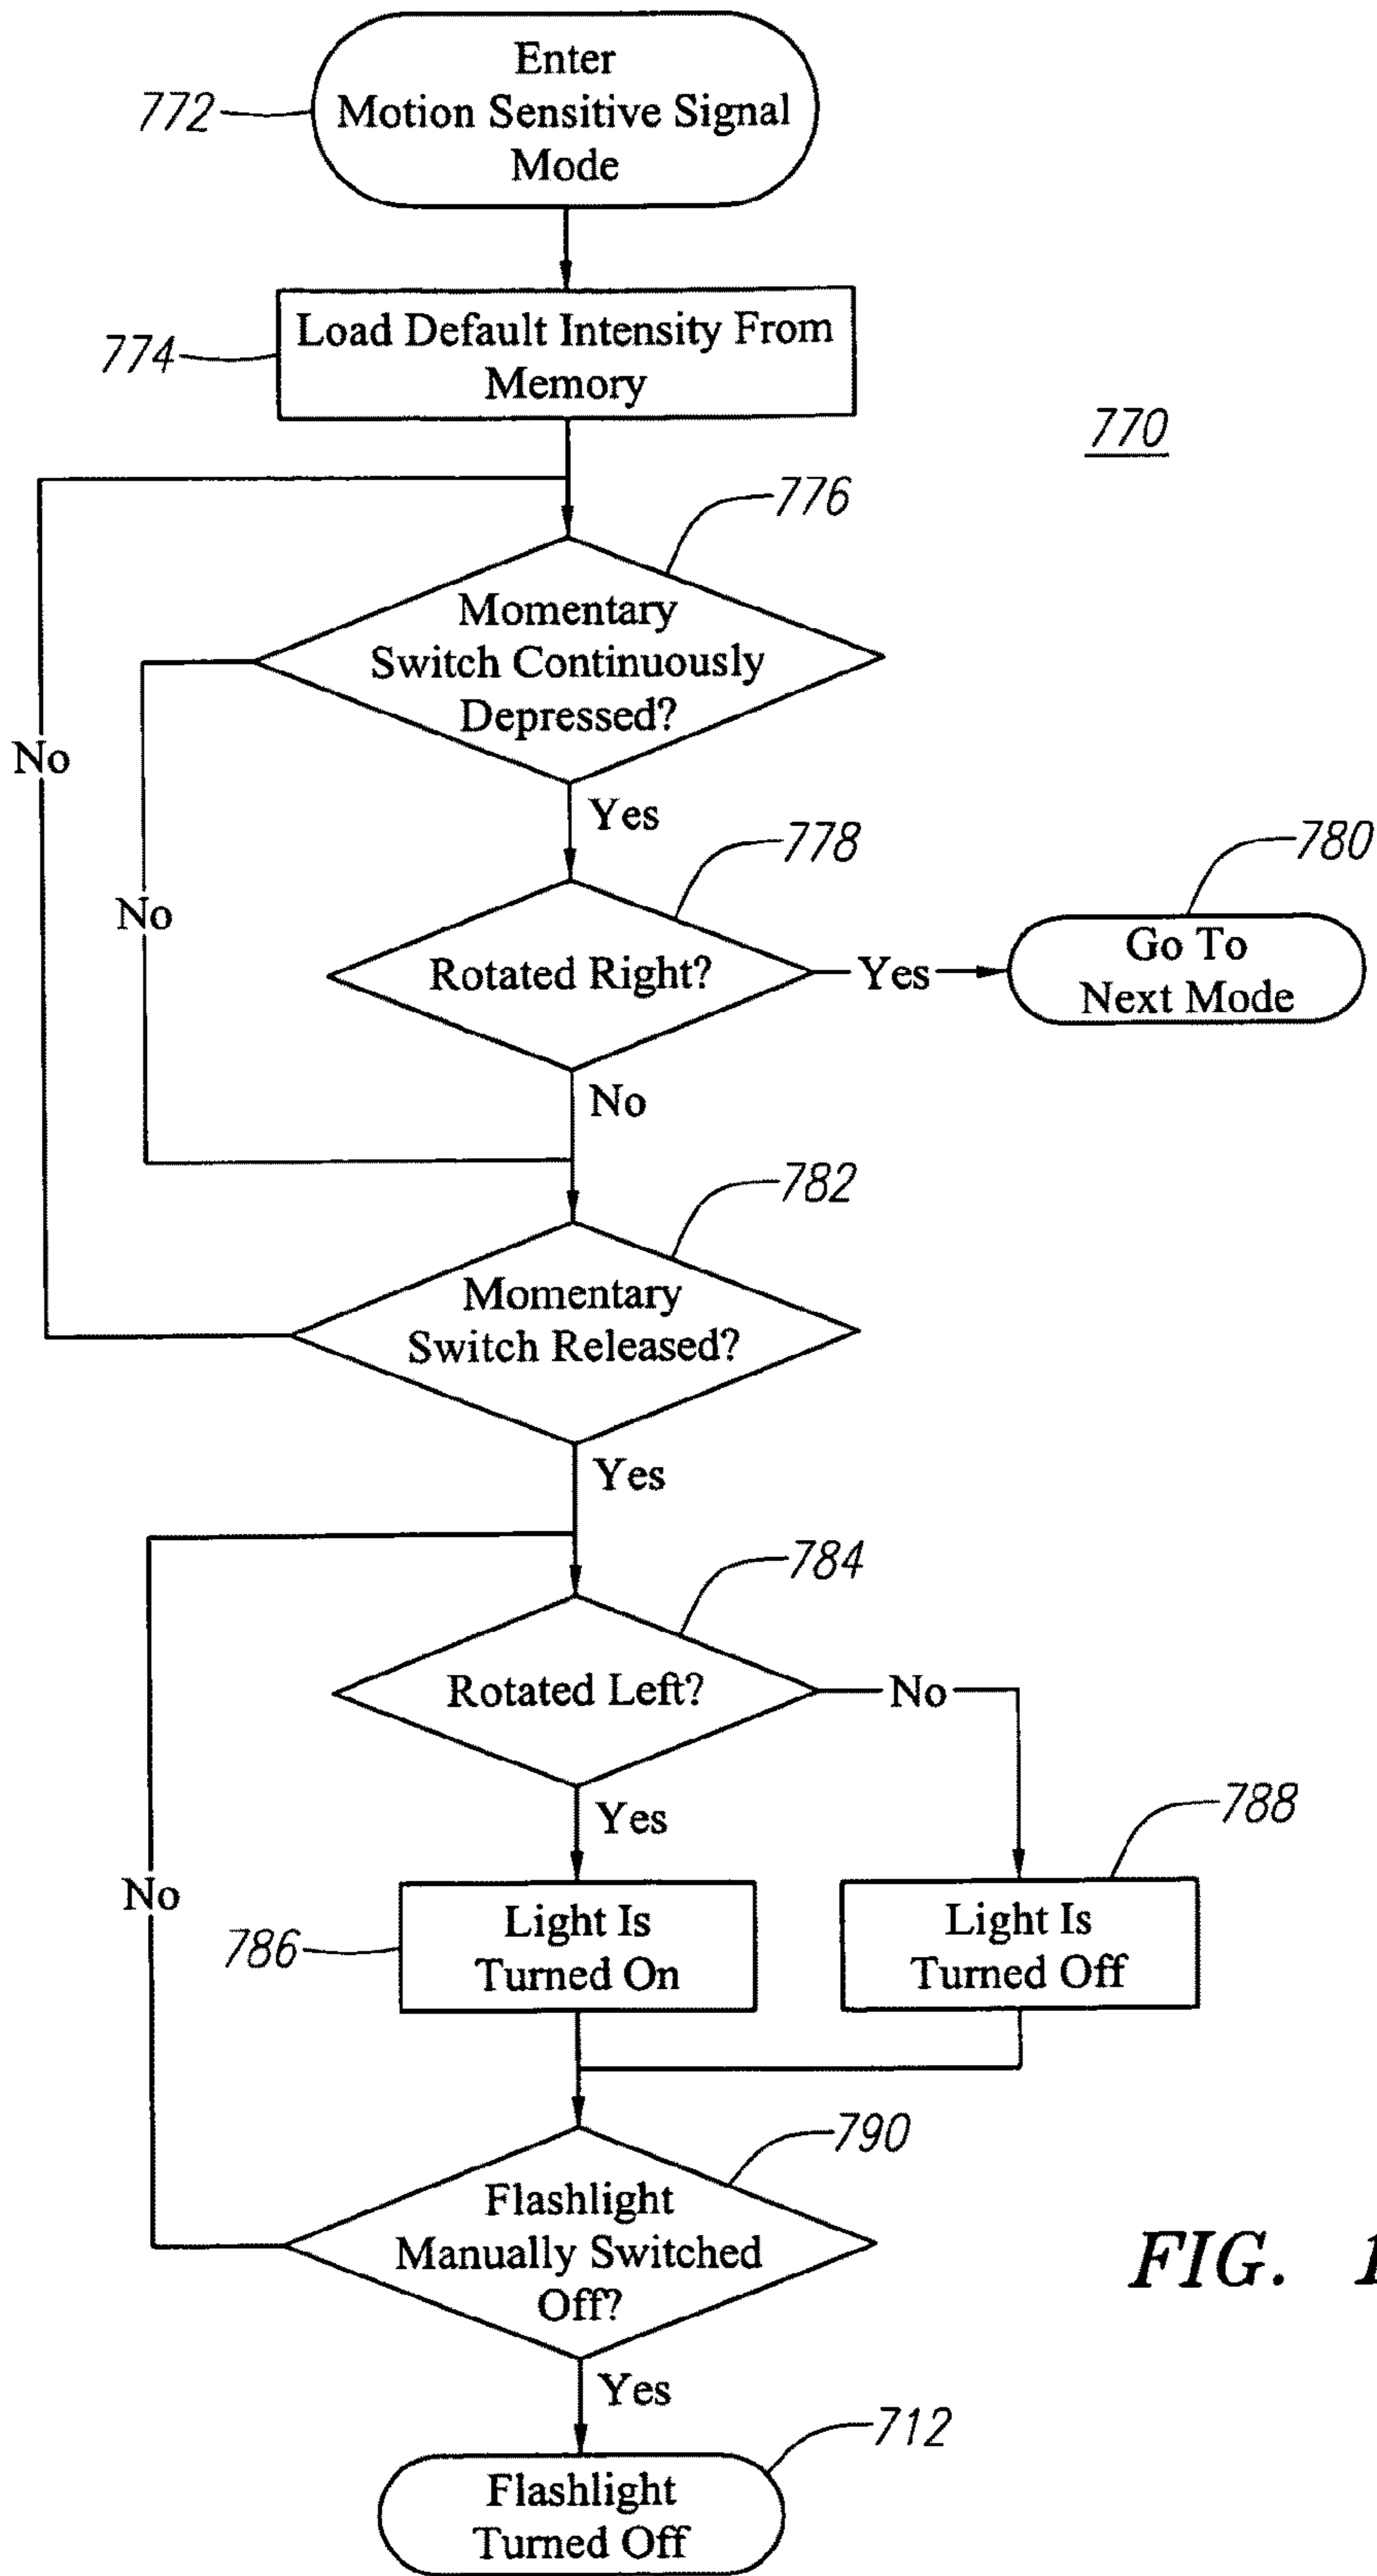 Enter
Motion Sensitive Signal
Mode
772
Load Default Intensity From
Memory
774
770
776
Momentary
Switch Continuously
Depressed?
No
Yes
No
778
Rotated Right?
Yes
780
Go To
Next Mode
No
782
Momentary
Switch Released?
Yes
784
Rotated Left?
No
Yes
788
No
786
Light Is
Turned On
Light Is
Turned Off
790
Flashlight
Manually Switched
Off?
FIG.
Yes
712
Flashlight
Turned Off